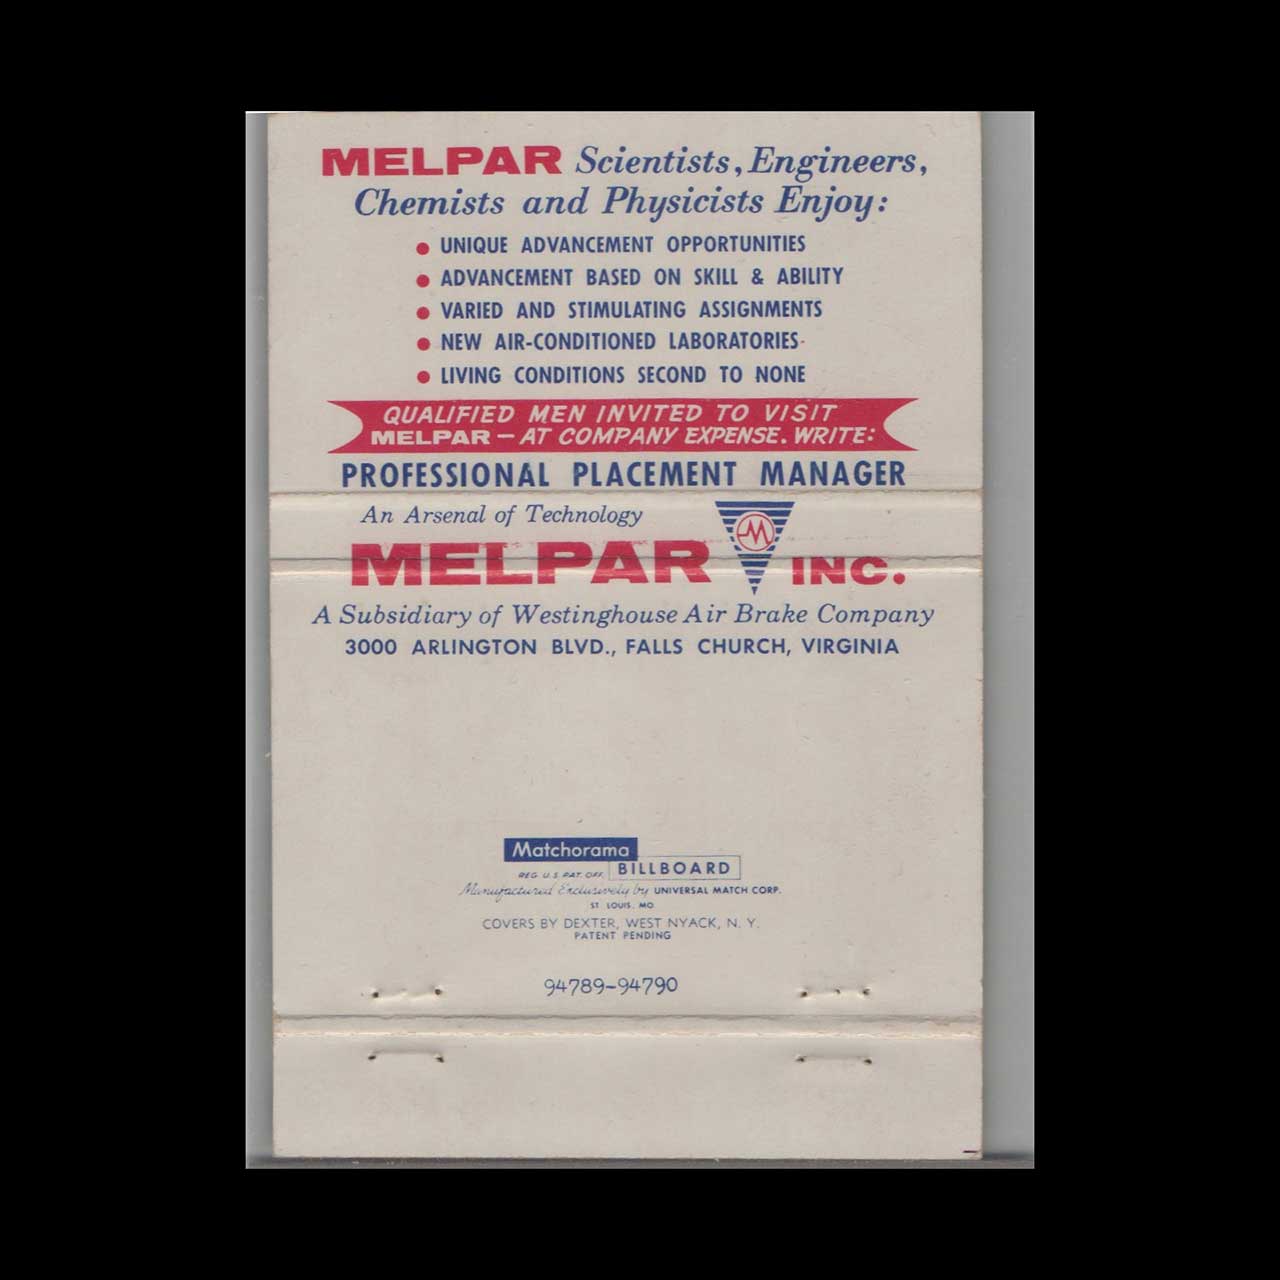 MELPAR Scientists, Engineers,
Chemists and Physicists Enjoy:
• UNIQUE ADVANCEMENT OPPORTUNITIES
• ADVANCEMENT BASED ON SKILL & ABILITY
• VARIED AND STIMULATING ASSIGNMENTS
• NEW AIR-CONDITIONED LABORATORIES
• LIVING CONDITIONS SECOND TO NONE
QUALIFIED MEN INVITED TO VISIT
MELPAR – AT COMPANY EXPENSE. WRITE:
PROFESSIONAL PLACEMENT MANAGER
An Arsenal of Technology
MELPAR M INC.
A Subsidiary of Westinghouse Air Brake Company
3000 ARLINGTON BLVD., FALLS CHURCH, VIRGINIA
Matchorama
REG. U.S. PAT. OFF. BILLBOARD
Manufactured Exclusively by UNIVERSAL MATCH CORP.
ST. LOUIS, MO.
COVERS BY DEXTER, WEST NYACK, N. Y.
PATENT PENDING
94789-94790